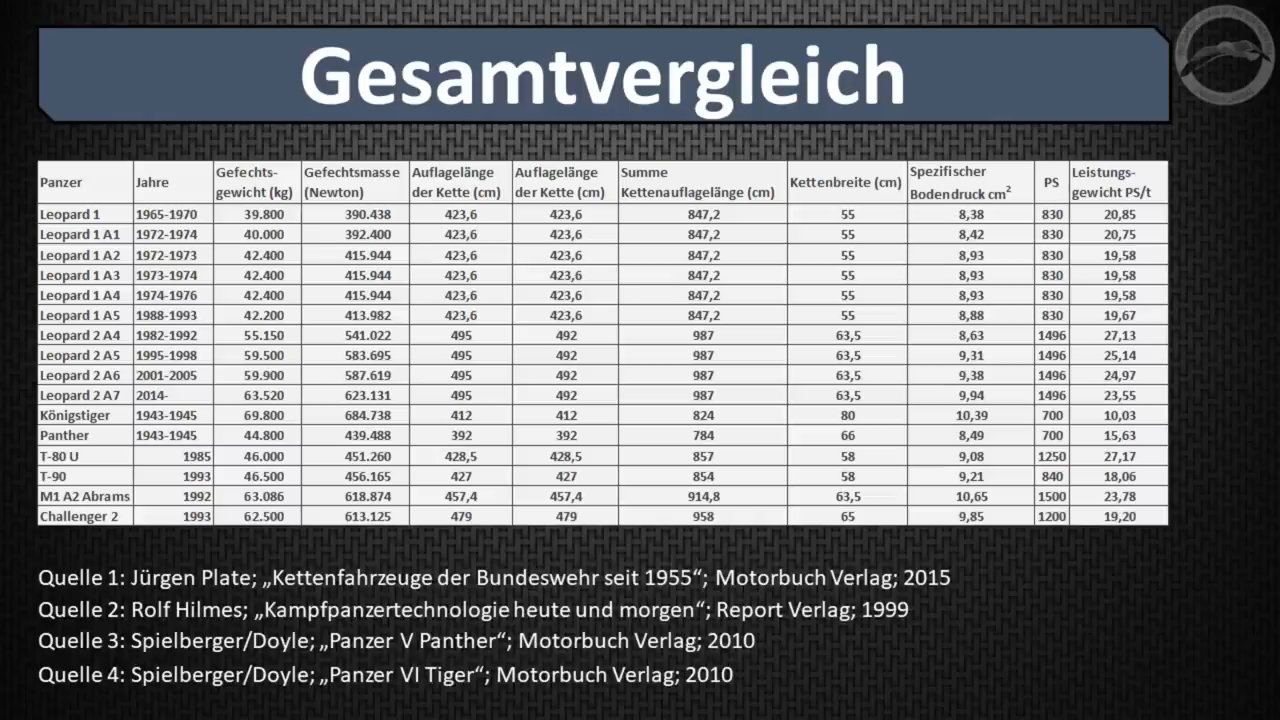 Gesamtvergleich
Panzer Jahre Gefechts- gewicht (kg) Gefechtsmasse (Newton) Auflagelänge der Kette (cm) Auflagelänge der Kette (cm) Summe Kettenauflagelänge (cm) Kettenbreite (cm) Spezifischer Bodendruck cm² PS Leistungs- gewicht PS/t
Leopard 1 1965-1970 39.800 390.438 423,6 423,6 847,2 55 8,38 830 20,85
Leopard 1 A1 1972-1974 40.000 392.400 423,6 423,6 847,2 55 8,42 830 20,75
Leopard 1 A2 1972-1973 42.400 415.944 423,6 423,6 847,2 55 8,93 830 19,58
Leopard 1 A3 1973-1974 42.400 415.944 423,6 423,6 847,2 55 8,93 830 19,58
Leopard 1 A4 1974-1976 42.400 415.944 423,6 423,6 847,2 55 8,93 830 19,58
Leopard 1 A5 1988-1993 42.200 413.982 423,6 423,6 847,2 55 8,88 830 19,67
Leopard 2 A4 1982-1992 55.150 541.022 495 492 987 63,5 8,63 1496 27,13
Leopard 2 A5 1995-1998 59.500 583.695 495 492 987 63,5 9,31 1496 25,14
Leopard 2 A6 2001-2005 59.900 587.619 495 492 987 63,5 9,38 1496 24,97
Leopard 2 A7 2014- 63.520 623.131 495 492 987 63,5 9,94 1496 23,55
Königstiger 1943-1945 69.800 684.738 412 412 824 80 10,39 700 10,03
Panther 1943-1945 44.800 439.488 392 392 784 66 8,49 700 15,63
T-80 U 1985 46.000 451.260 428,5 428,5 857 58 9,08 1250 27,17
T-90 1993 46.500 456.165 427 427 854 58 9,21 840 18,06
M1 A2 Abrams 1992 63.086 618.874 457,4 457,4 914,8 63,5 10,65 1500 23,78
Challenger 2 1993 62.500 613.125 479 479 958 65 9,85 1200 19,20
Quelle 1: Jürgen Plate; „Kettenfahrzeuge der Bundeswehr seit 1955“; Motorbuch Verlag; 2015
Quelle 2: Rolf Hilmes; „Kampfpanzertechnologie heute und morgen“; Report Verlag; 1999
Quelle 3: Spielberger/Doyle; „Panzer V Panther“; Motorbuch Verlag; 2010
Quelle 4: Spielberger/Doyle; „Panzer VI Tiger“; Motorbuch Verlag; 2010